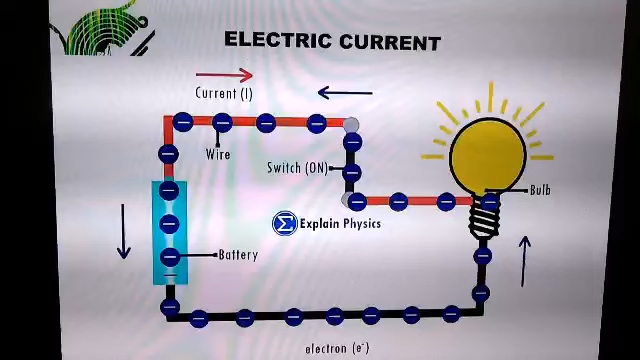 ELECTRIC CURRENT
Current (I)
Wire
Switch (ON)
Bulb
Explain Physics
Battery
electron (e⁻)